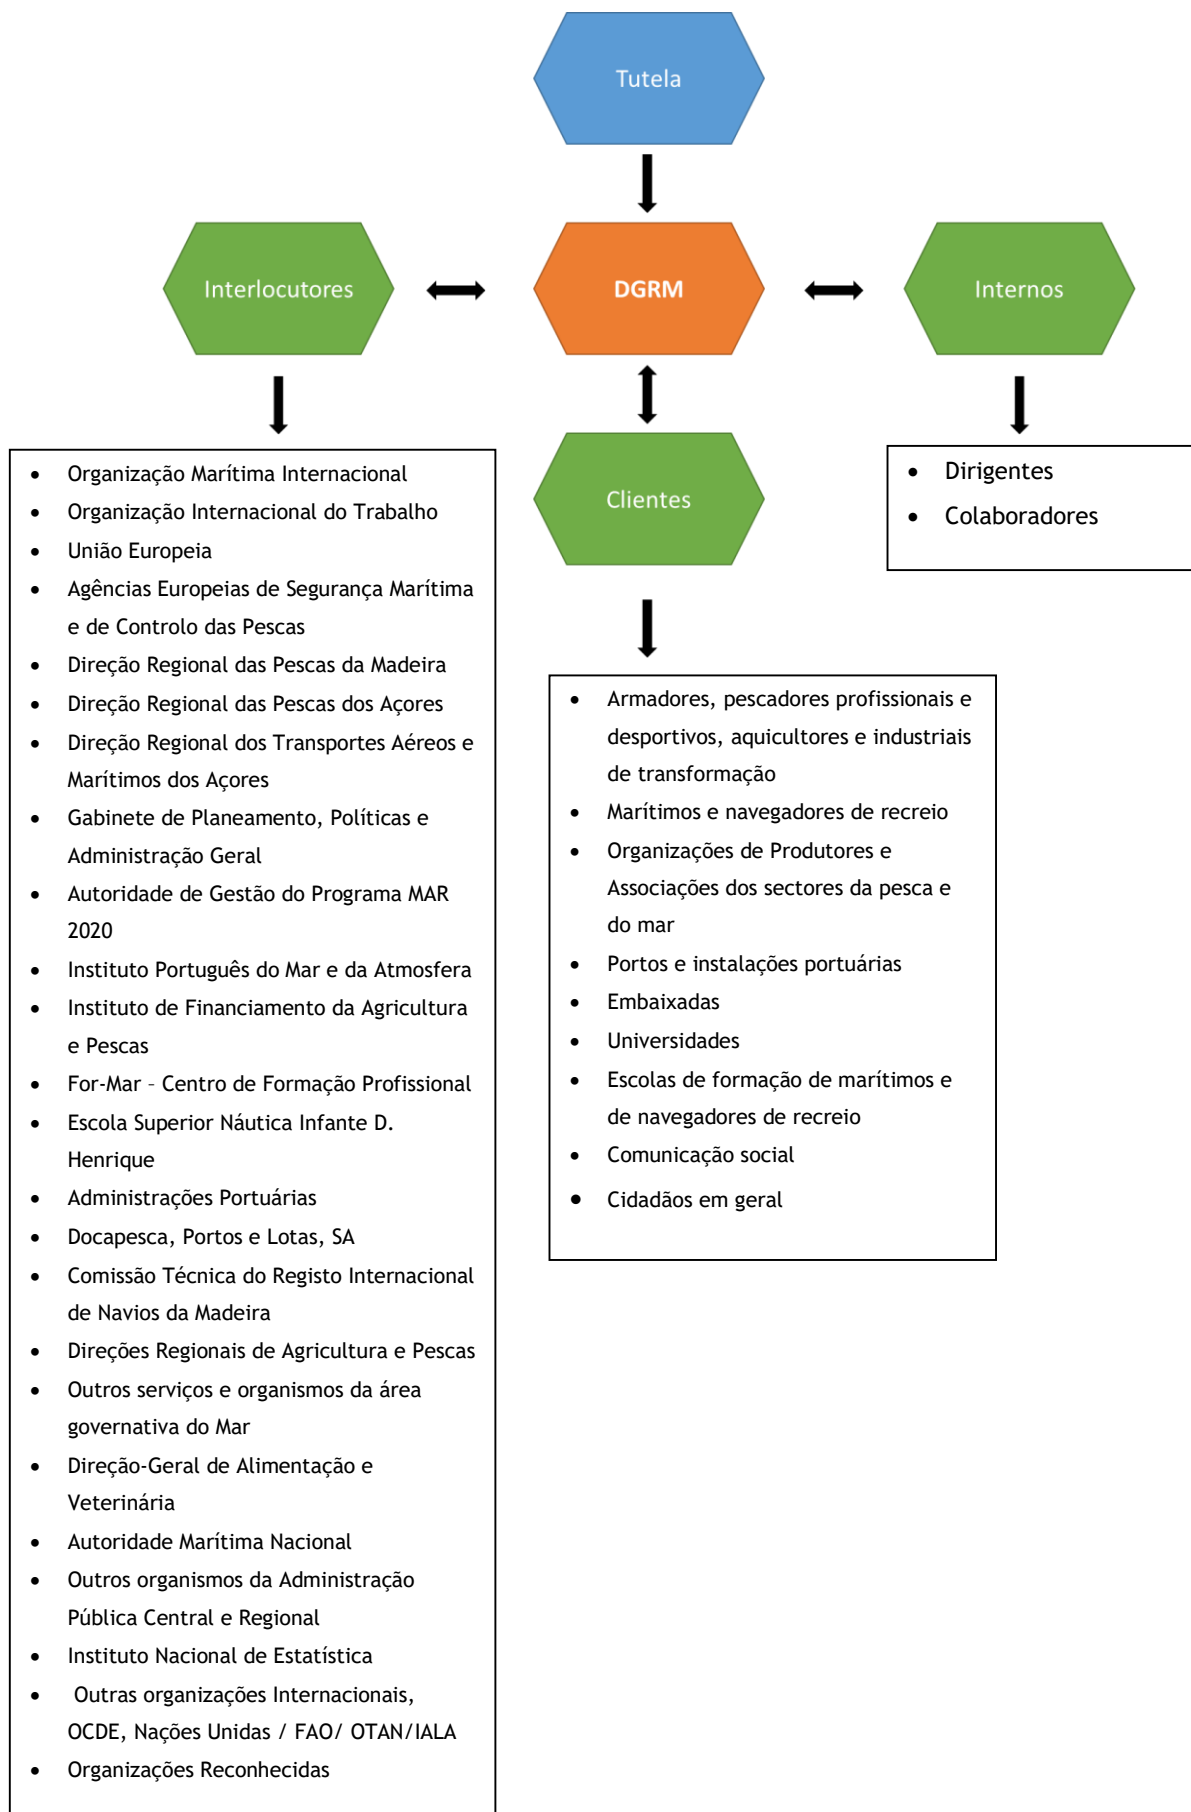 Tutela
Interlocutores
DGRM
Internos
Clientes
• Organização Marítima Internacional
• Organização Internacional do Trabalho
• União Europeia
• Agências Europeias de Segurança Marítima
e de Controlo das Pescas
• Direção Regional das Pescas da Madeira
• Direção Regional das Pescas dos Açores
• Direção Regional dos Transportes Aéreos e
Marítimos dos Açores
• Gabinete de Planeamento, Políticas e
Administração Geral
• Autoridade de Gestão do Programa MAR
2020
• Instituto Português do Mar e da Atmosfera
• Instituto de Financiamento da Agricultura
e Pescas
• For-Mar – Centro de Formação Profissional
• Escola Superior Náutica Infante D.
Henrique
• Administrações Portuárias
• Docapesca, Portos e Lotas, SA
• Comissão Técnica do Registo Internacional
de Navios da Madeira
• Direções Regionais de Agricultura e Pescas
• Outros serviços e organismos da área
governativa do Mar
• Direção-Geral de Alimentação e
Veterinária
• Autoridade Marítima Nacional
• Outros organismos da Administração
Pública Central e Regional
• Instituto Nacional de Estatística
• Outras organizações Internacionais,
OCDE, Nações Unidas / FAO/ OTAN/IALA
• Organizações Reconhecidas
• Armadores, pescadores profissionais e
desportivos, aquicultores e industriais
de transformação
• Marítimos e navegadores de recreio
• Organizações de Produtores e
Associações dos sectores da pesca e
do mar
• Portos e instalações portuárias
• Embaixadas
• Universidades
• Escolas de formação de marítimos e
de navegadores de recreio
• Comunicação social
• Cidadãos em geral
• Dirigentes
• Colaboradores